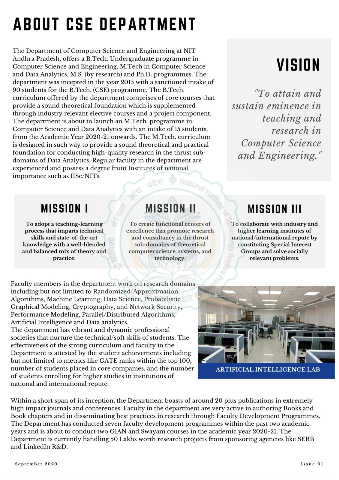 ABOUT CSE DEPARTMENT
The Department of Computer Science and Engineering at NIT
Andhra Pradesh, offers a B.Tech. Undergraduate programme in
Computer Science and Engineering, M.Tech in Computer Science
and Data Analytics, M.S. (by research) and Ph.D. programmes. The
department was incepted in the year 2015 with a sanctioned intake of
90 students for the B.Tech. (CSE) programme. The B.Tech.
curriculum offered by the department comprises of core courses that
provide a sound theoretical foundation which is supplemented
through industry relevant elective courses and a project component.
The department is about to launch an M.Tech. programme in
Computer Science and Data Analytics with an intake of 15 students,
from the Academic Year 2020-21, onwards. The M.Tech. curriculum
is designed in such way to provide a sound theoretical and practical
foundation for conducting high-quality research in the thrust sub-
domains of Data Analytics. Regular faculty in the department are
experienced and possess a degree from Institutes of national
importance such as IISc/NITs
VISION
"To attain and
sustain eminence in
teaching and
research in
Computer Science
and Engineering."
MISSION I
To adopt a teaching-learning
process that imparts technical
skills and state-of-the-art
knowledge with a well-blended
and balanced mix of theory and
practice.
MISSION II
To create functional centers of
excellence that promote research
and consultancy in the thrust
sub-domains of theoretical
computer science, systems, and
technology.
MISSION III
To collaborate with industry and
higher learning institutes of
national/international repute by
constituting Special Interest
Groups and solve socially
relevant problems.
Faculty members in the department work on research domains
including but not limited to Randomized/Approximation
Algorithms, Machine Learning, Data Science, Probabilistic
Graphical Modeling, Cryptography, and Network Security,
Performance Modeling, Parallel/Distributed Algorithms,
Artificial Intelligence and Data analytics.
The department has vibrant and dynamic professional
societies that nurture the technical/soft skills of students. The
effectiveness of the strong curriculum and faculty in the
Department is attested by the student achievements including
but not limited to metrics like GATE ranks within the top 100,
number of students placed in core companies, and the number
of students enrolling for higher studies in institutions of
national and international repute.
ARTIFICIAL INTELLIGENCE LAB
Within a short span of its inception, the Department boasts of around 20 plus publications in extremely
high impact journals and conferences. Faculty in the department are very active in authoring Books and
Book chapters and in disseminating best practices in research through Faculty Development Programmes.
The Department has conducted seven faculty development programmes within the past two academic
years and is about to conduct two GIAN and Swayam courses in the academic year 2020-21. The
Department is currently handling 50 Lakhs worth research projects from sponsoring agencies like SERB
and LinkedIn R&D.
September 2020